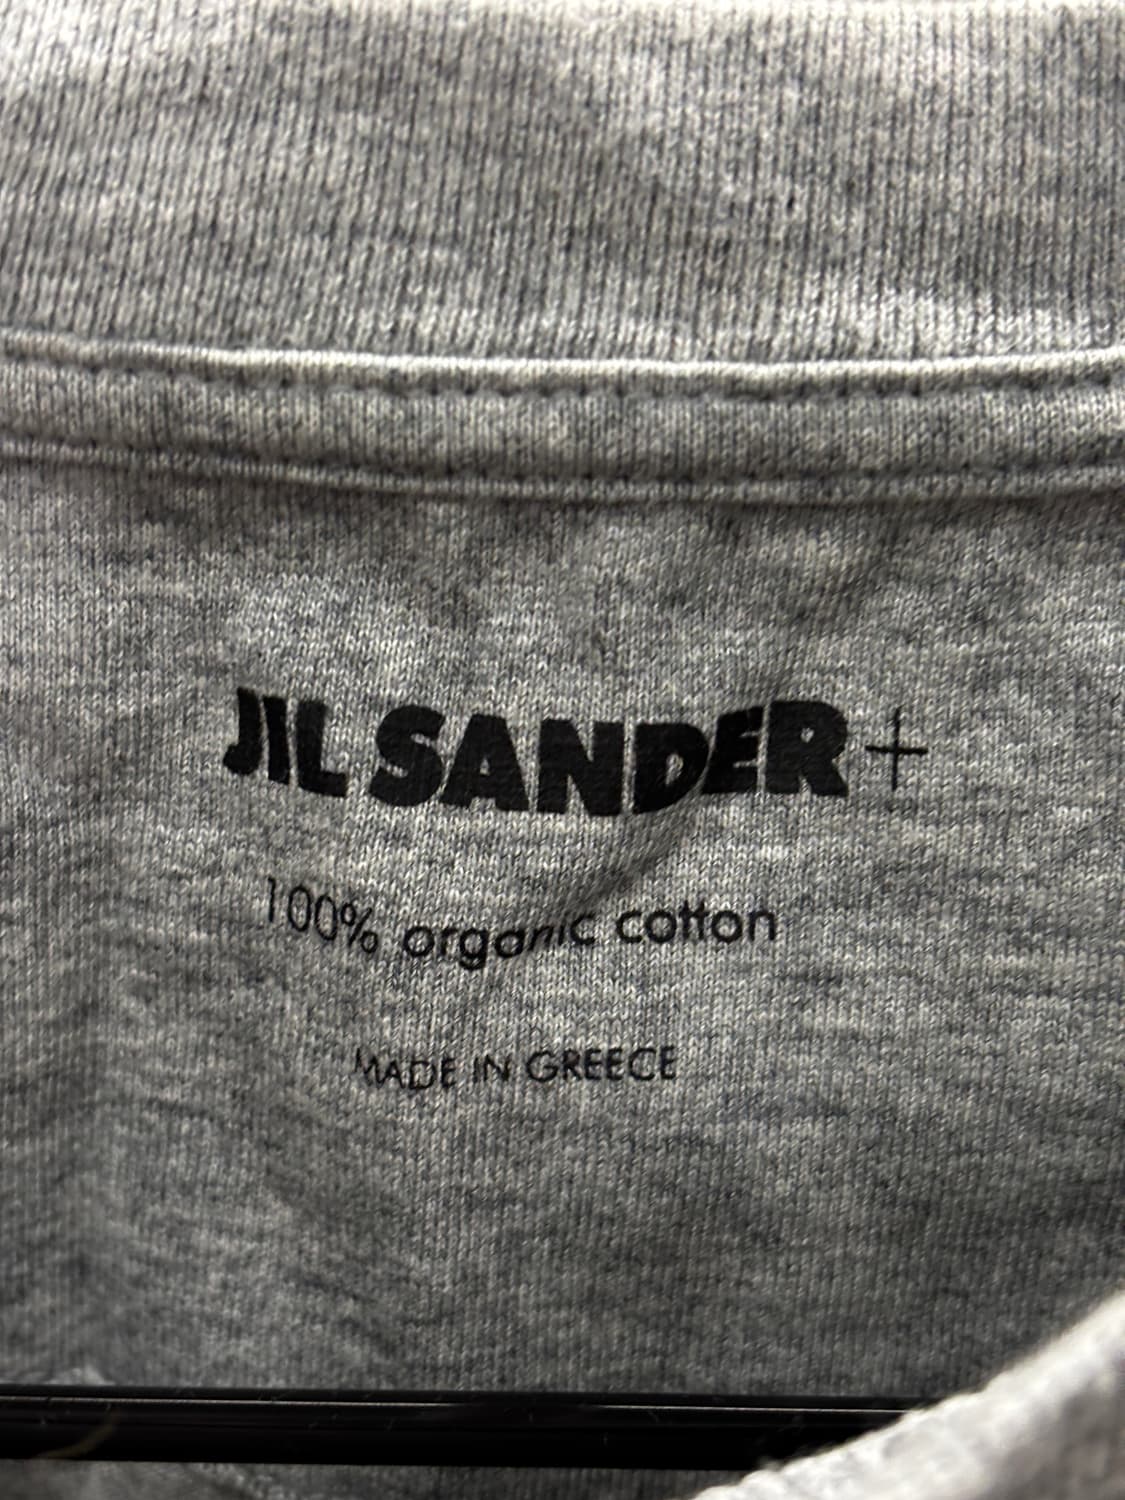 JIL SANDER+
100% organic cotton
MADE IN GREECE